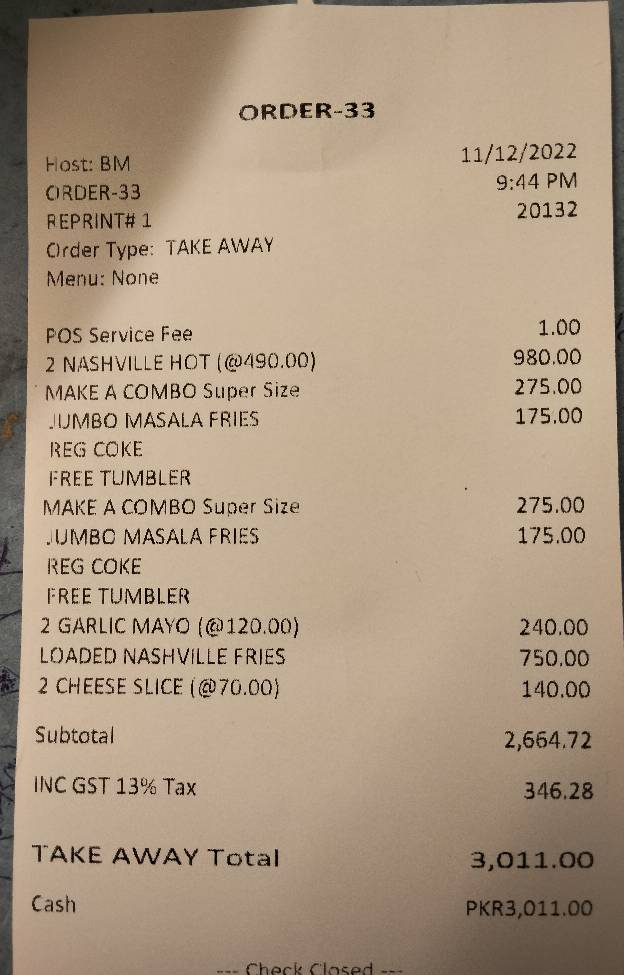 ORDER-33
Host: BM 11/12/2022
ORDER-33 9:44 PM
REPRINT# 1 20132
Order Type: TAKE AWAY
Menu: None
POS Service Fee 1.00
2 NASHVILLE HOT (@490.00) 980.00
MAKE A COMBO Super Size 275.00
JUMBO MASALA FRIES 175.00
REG COKE
FREE TUMBLER
MAKE A COMBO Super Size 275.00
JUMBO MASALA FRIES 175.00
REG COKE
FREE TUMBLER
2 GARLIC MAYO (@120.00) 240.00
LOADED NASHVILLE FRIES 750.00
2 CHEESE SLICE (@70.00) 140.00
Subtotal 2,664.72
INC GST 13% Tax 346.28
TAKE AWAY Total 3,011.00
Cash PKR3,011.00
--- Check Closed ---